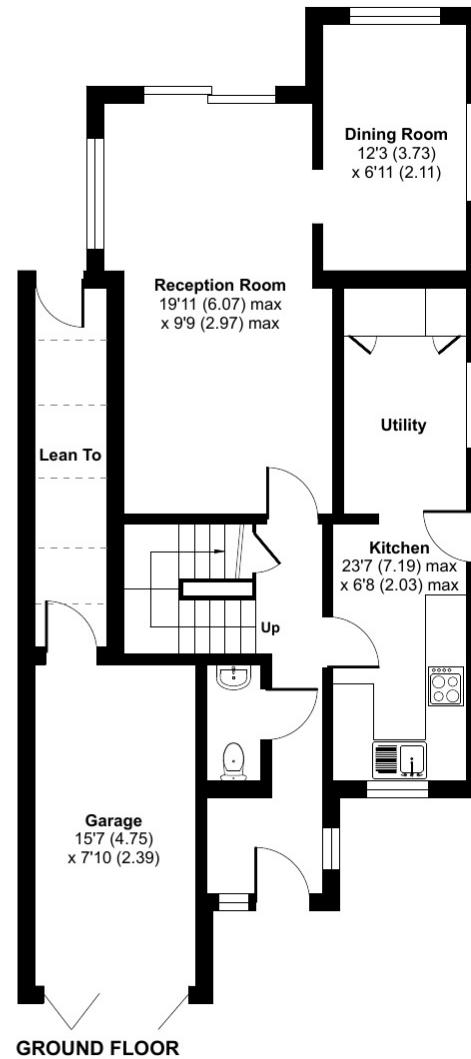 Dining Room
12'3 (3.73)
x 6'11 (2.11)
Reception Room
19'11 (6.07) max
x 9'9 (2.97) max
Utility
Lean To
Kitchen
23'7 (7.19) max
x 6'8 (2.03) max
Up
Garage
15'7 (4.75)
x 7'10 (2.39)
GROUND FLOOR